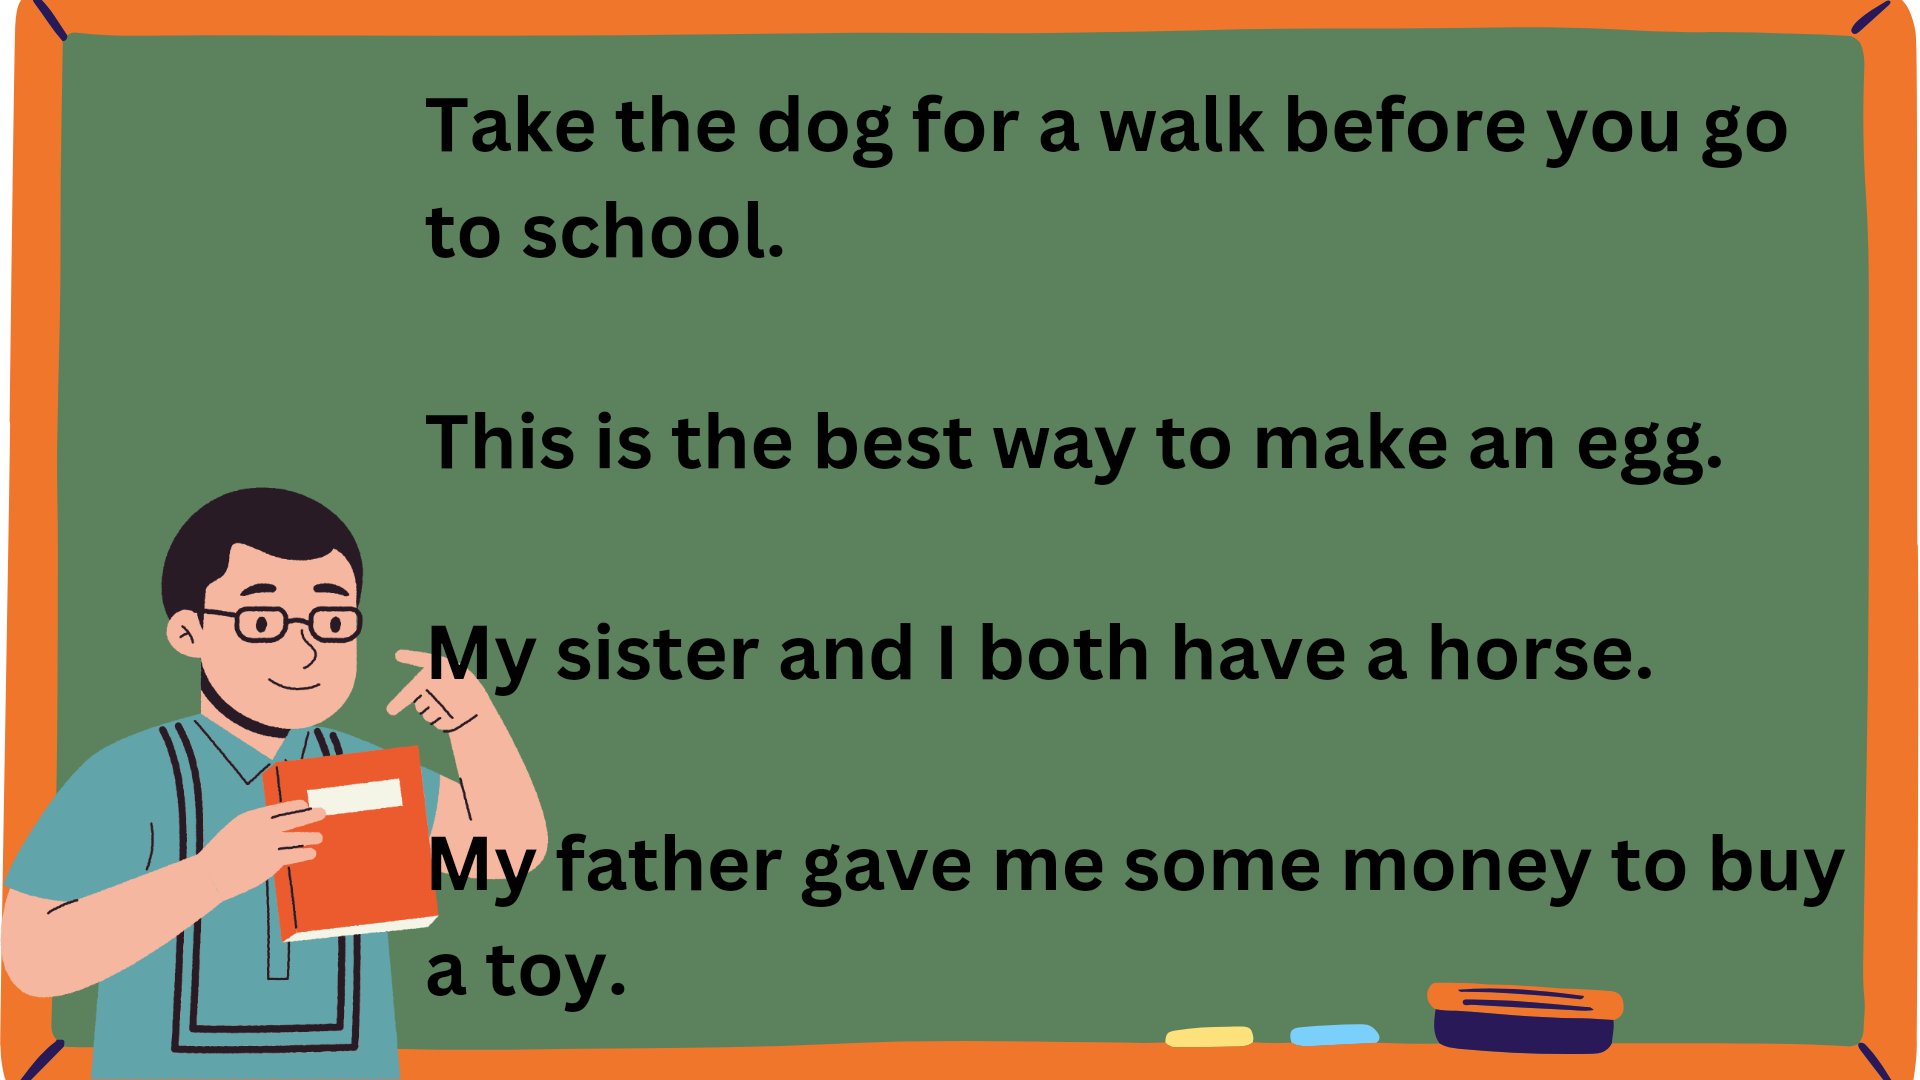 Take the dog for a walk before you go
to school.
This is the best way to make an egg.
My sister and I both have a horse.
My father gave me some money to buy
a toy.